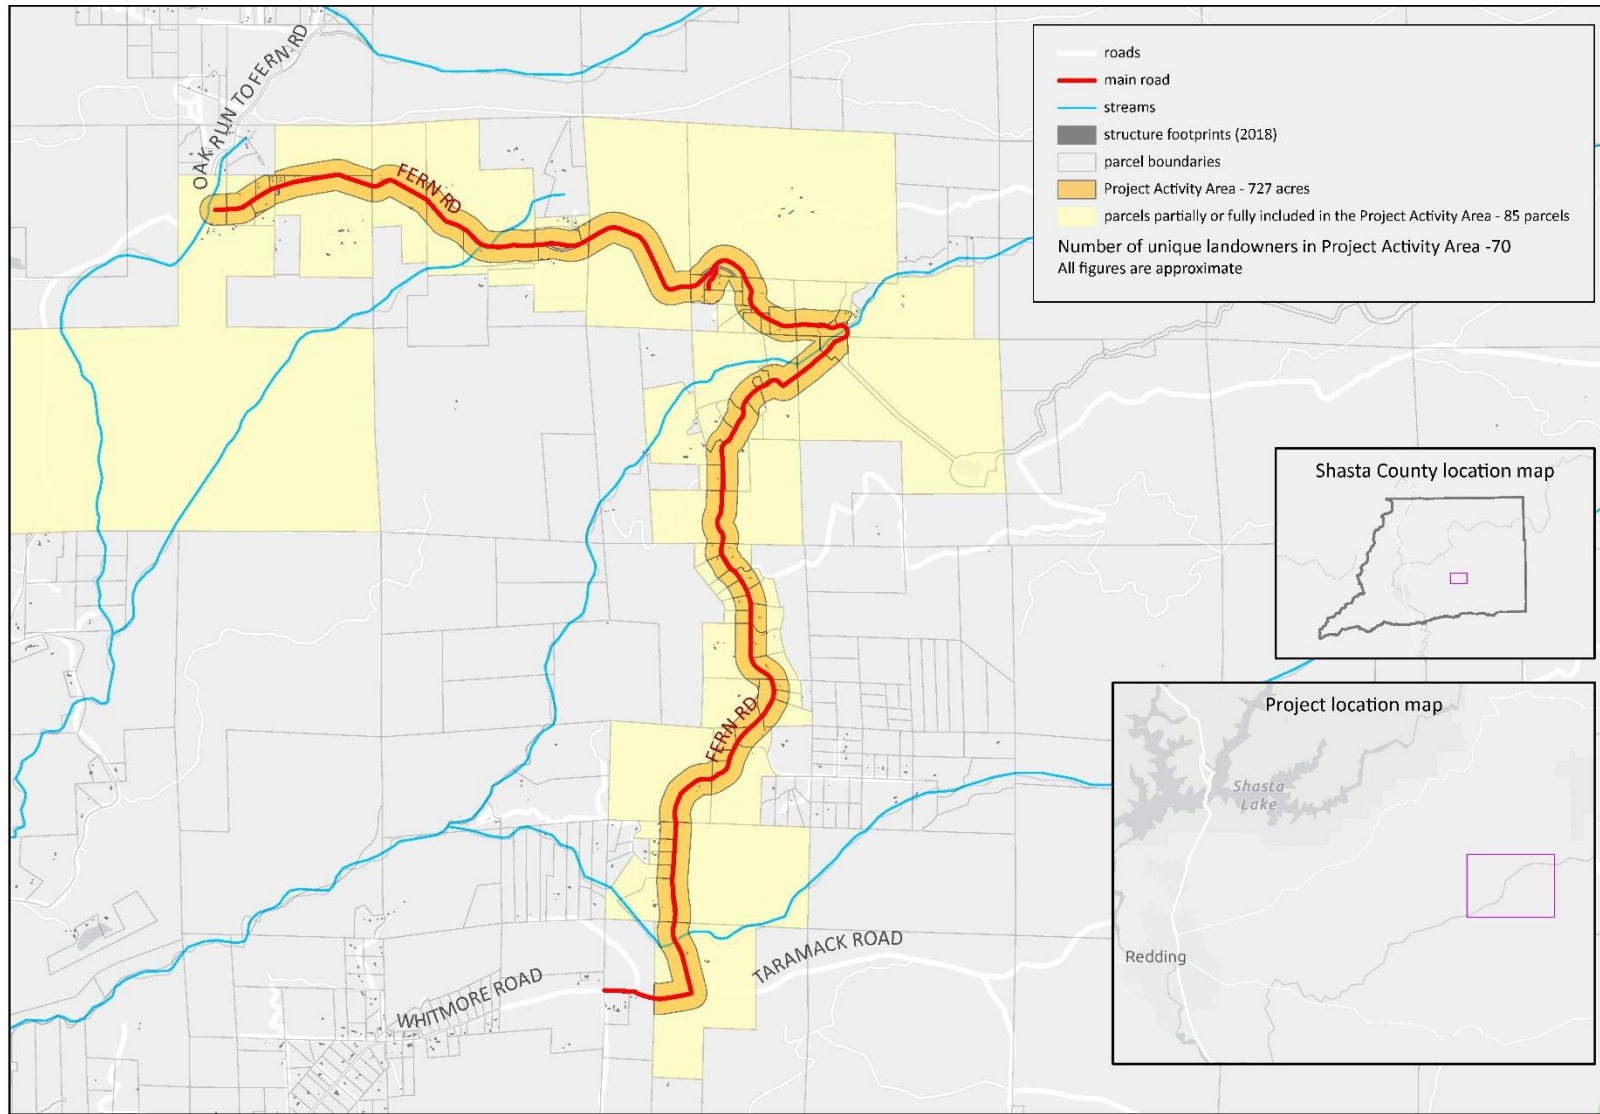 OAK RUN TO FERN RD
FERN RD
FERN RD
WHITMORE ROAD
TARAMACK ROAD
roads
main road
streams
structure footprints (2018)
parcel boundaries
Project Activity Area - 727 acres
parcels partially or fully included in the Project Activity Area - 85 parcels
Number of unique landowners in Project Activity Area -70
All figures are approximate
Shasta County location map
Project location map
Shasta
Lake
Redding